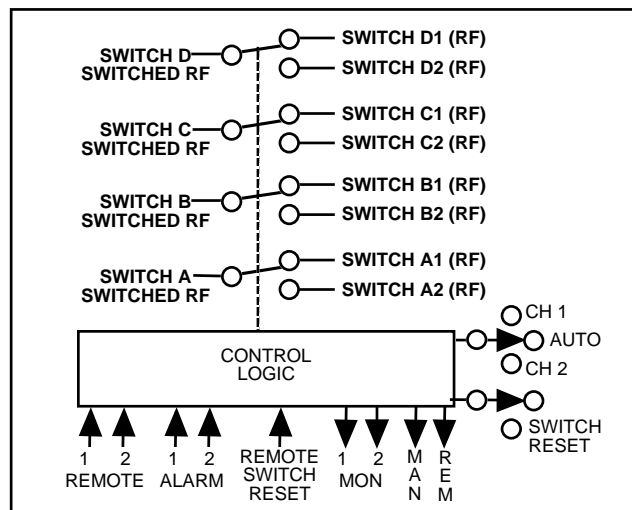 SWITCH D
SWITCHED RF
SWITCH D1 (RF)
SWITCH D2 (RF)
SWITCH C
SWITCHED RF
SWITCH C1 (RF)
SWITCH C2 (RF)
SWITCH B
SWITCHED RF
SWITCH B1 (RF)
SWITCH B2 (RF)
SWITCH A
SWITCHED RF
SWITCH A1 (RF)
SWITCH A2 (RF)
CONTROL
LOGIC
CH 1
AUTO
CH 2
SWITCH
RESET
1 2
REMOTE
1 2
ALARM
REMOTE
SWITCH
RESET
1 2
MON
MAN
REM